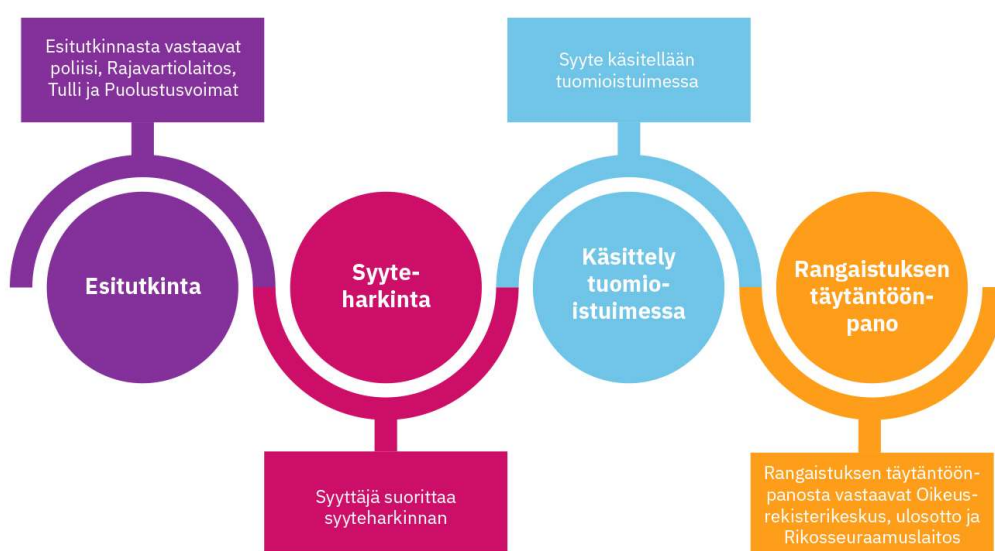 Esitutkinnasta vastaavat
poliisi, Rajavartiolaitos,
Tulli ja Puolustusvoimat
Esitutkinta
Syyte-
harkinta
Syyttäjä suorittaa
syyteharkinnan
Syyte käsitellään
tuomioistuimessa
Käsittely
tuomio-
istuimessa
Rangaistuksen
täytäntöön-
pano
Rangaistuksen täytäntöön-
panosta vastaavat Oikeus-
rekisterikeskus, ulosotto ja
Rikosseuraamuslaitos